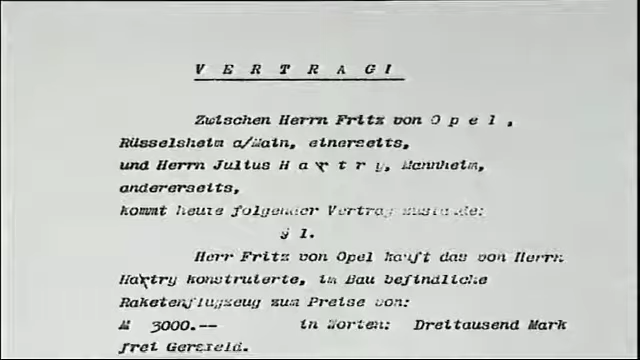 V E R T R A G !
Zwischen Herrn Fritz von O p e l ,
Rüsselsheim a/Main, einerseits,
und Herrn Julius H a t r y, Mannheim,
andererseits,
kommt heute folgender Vertrag zustande:
§ 1.
Herr Fritz von Opel kauft das von Herrn
Hatry konstruierte, im Bau befindliche
Raketenflugzeug zum Preise von:
M 3000.-- in Worten: Dreitausend Mark
frei